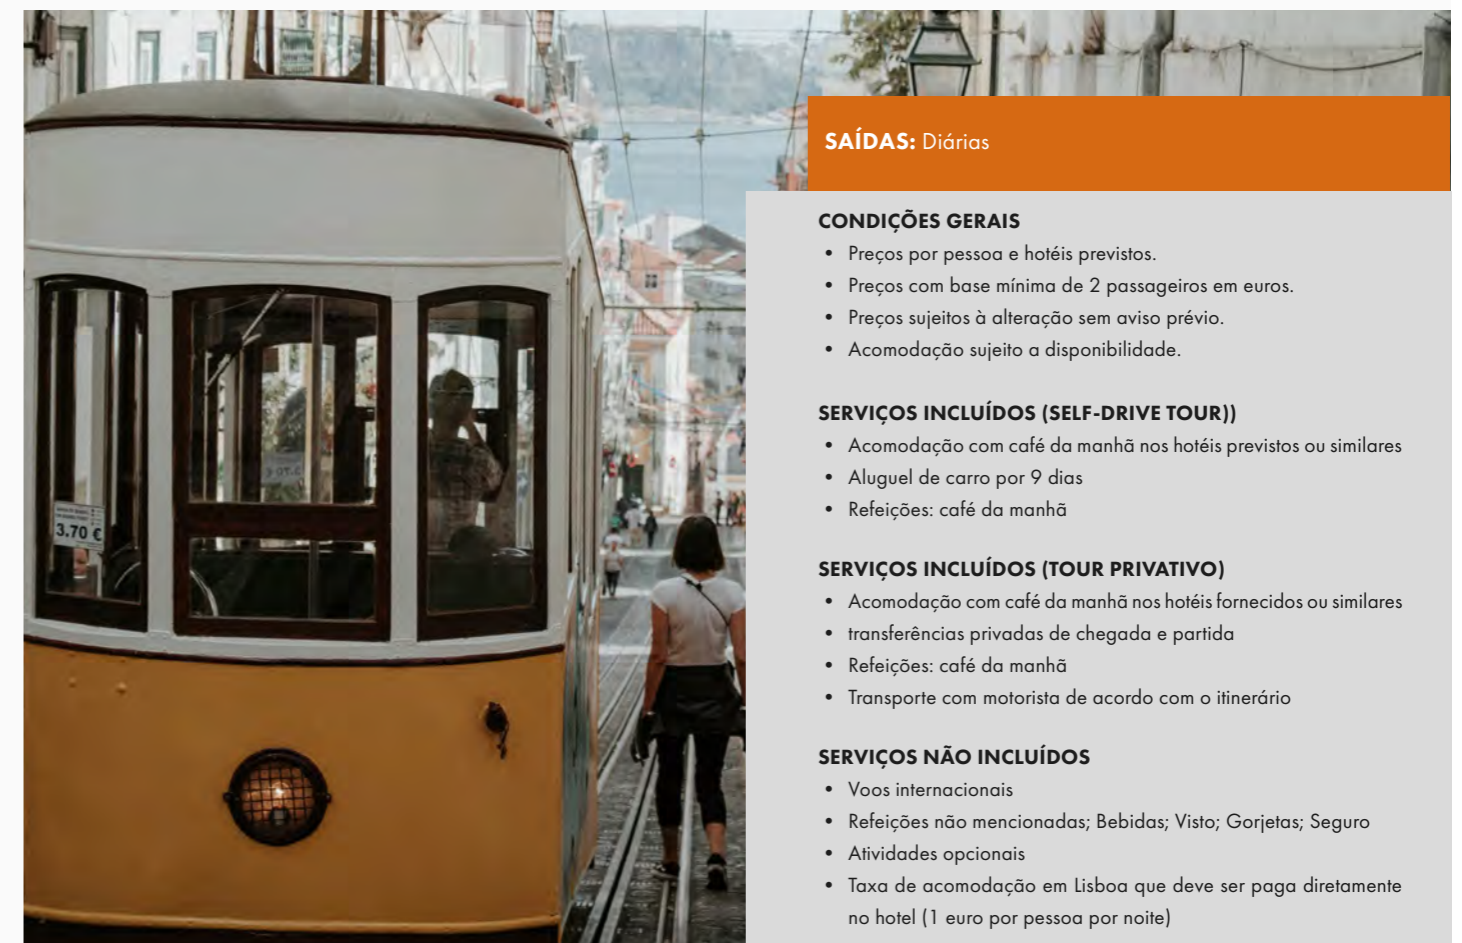 SAÍDAS: Diárias
CONDIÇÕES GERAIS
• Preços por pessoa e hotéis previstos.
• Preços com base mínima de 2 passageiros em euros.
• Preços sujeitos à alteração sem aviso prévio.
• Acomodação sujeito a disponibilidade.
SERVIÇOS INCLUÍDOS (SELF-DRIVE TOUR))
• Acomodação com café da manhã nos hotéis previstos ou similares
• Aluguel de carro por 9 dias
• Refeições: café da manhã
SERVIÇOS INCLUÍDOS (TOUR PRIVATIVO)
• Acomodação com café da manhã nos hotéis fornecidos ou similares
• transferências privadas de chegada e partida
• Refeições: café da manhã
• Transporte com motorista de acordo com o itinerário
SERVIÇOS NÃO INCLUÍDOS
• Voos internacionais
• Refeições não mencionadas; Bebidas; Visto; Gorjetas; Seguro
• Atividades opcionais
• Taxa de acomodação em Lisboa que deve ser paga diretamente
no hotel (1 euro por pessoa por noite)
3.70 €